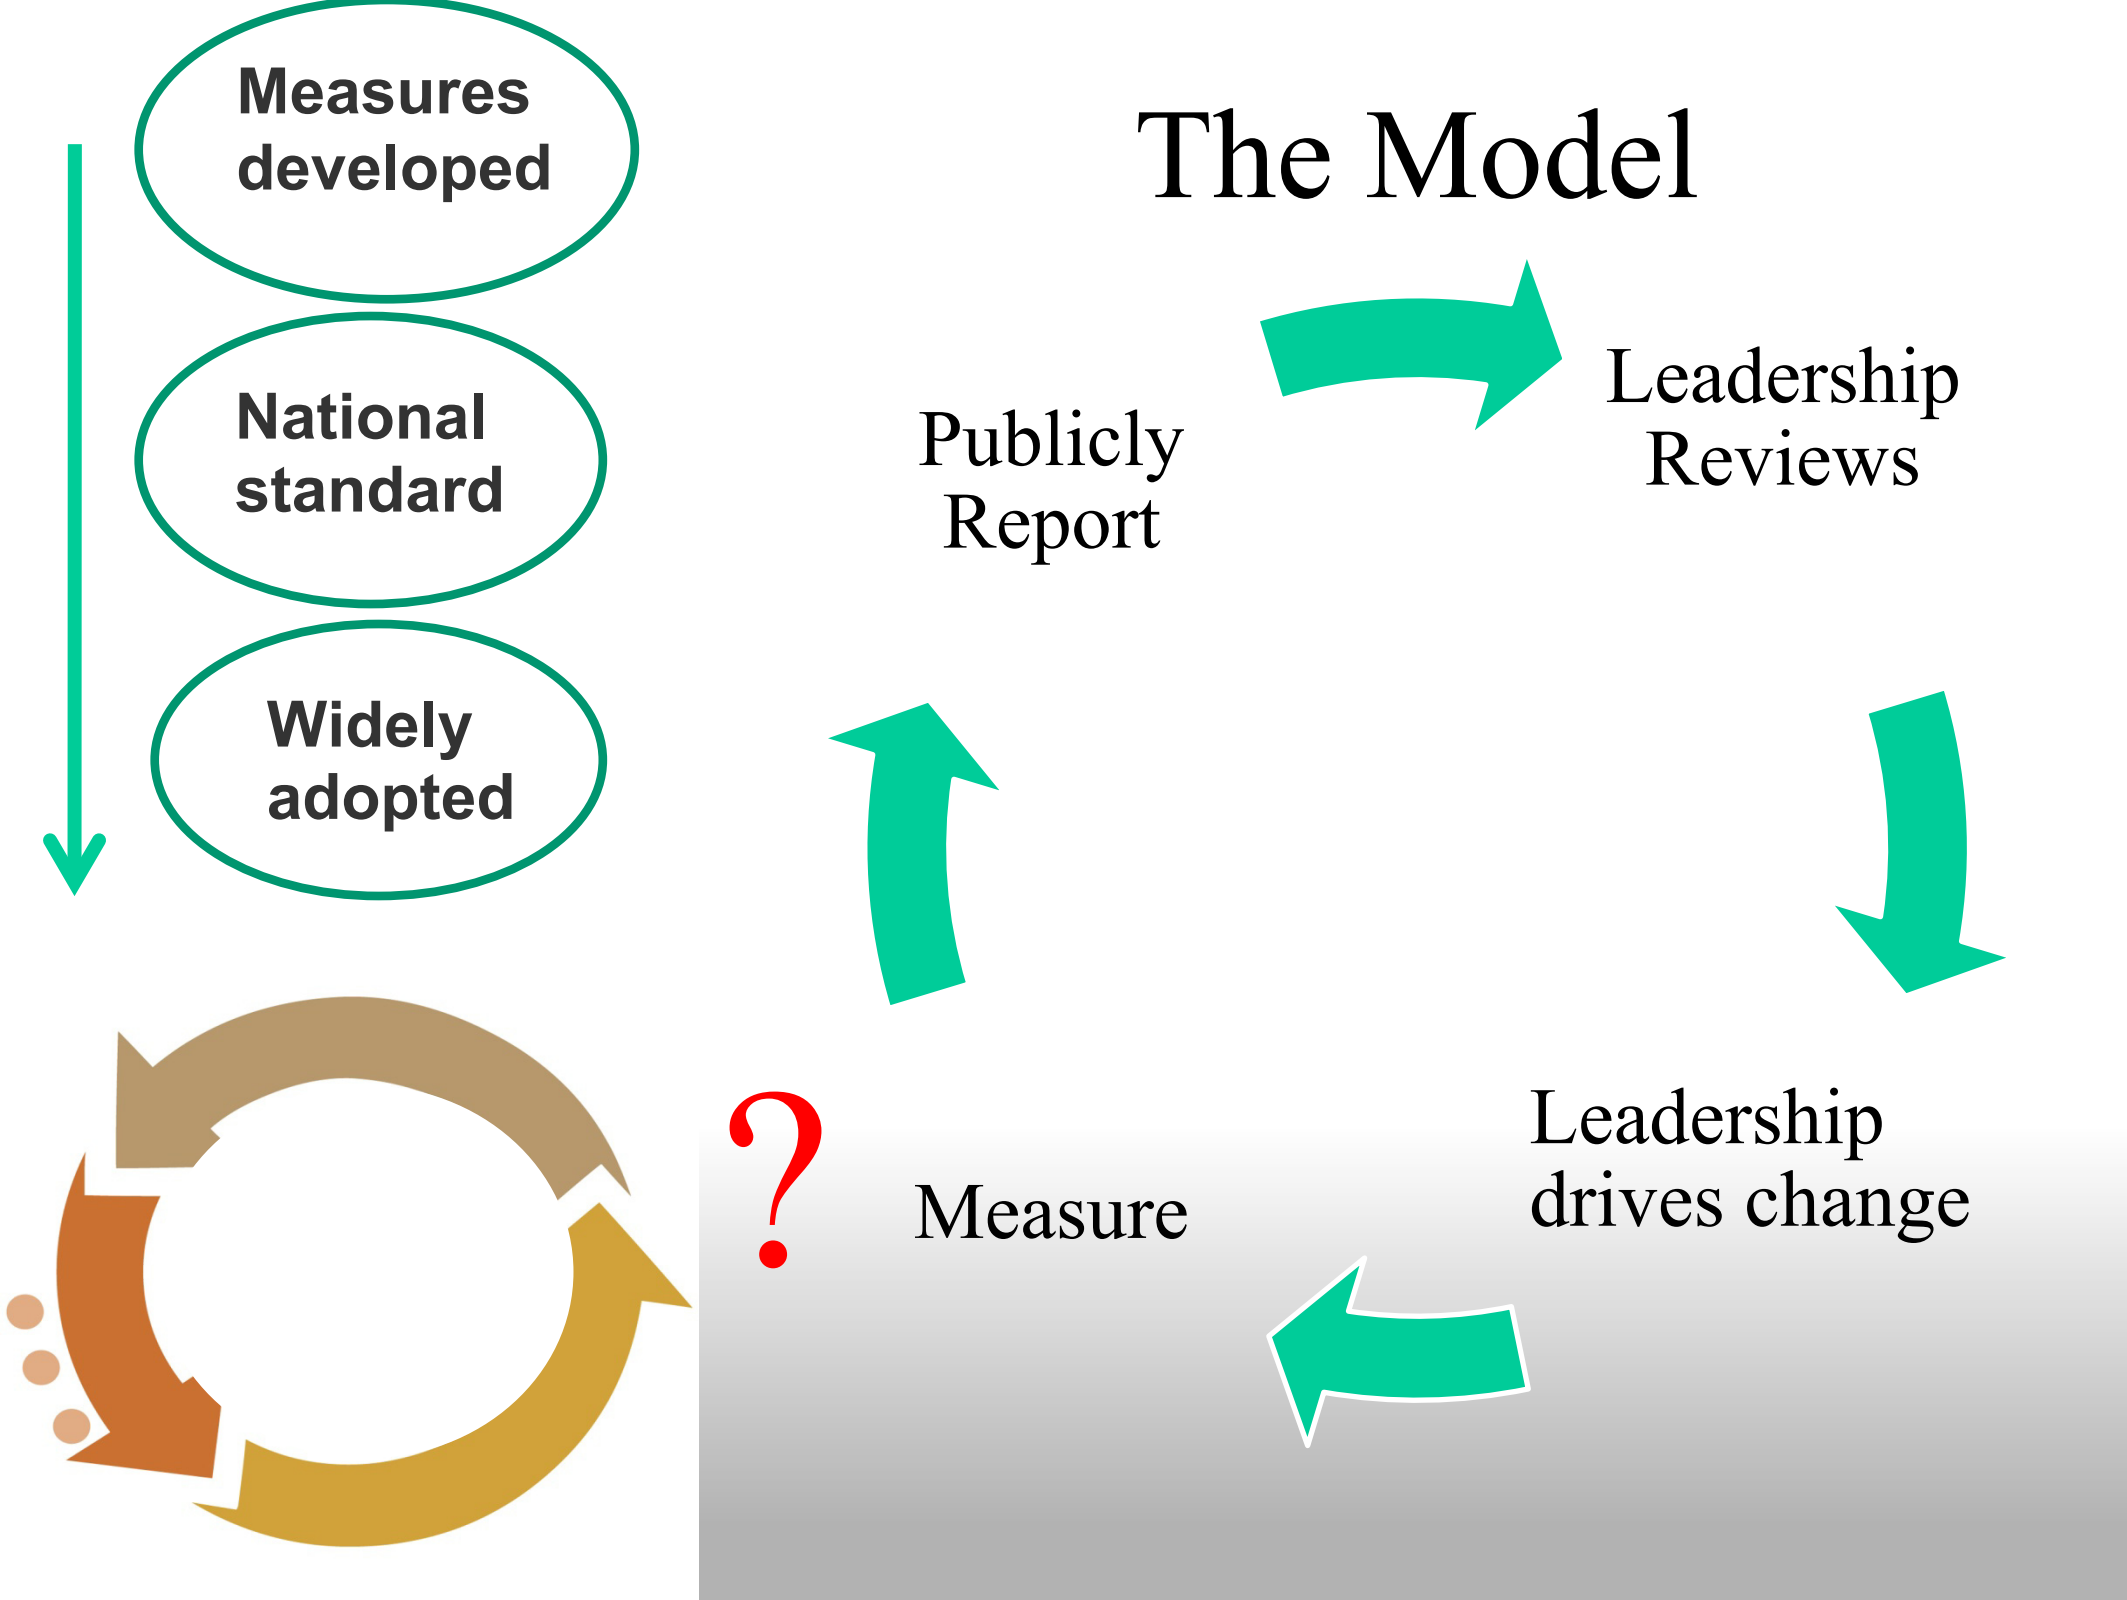 Measures
developed
National
standard
Widely
adopted
The Model
Publicly
Report
Leadership
Reviews
Leadership
drives change
?
Measure